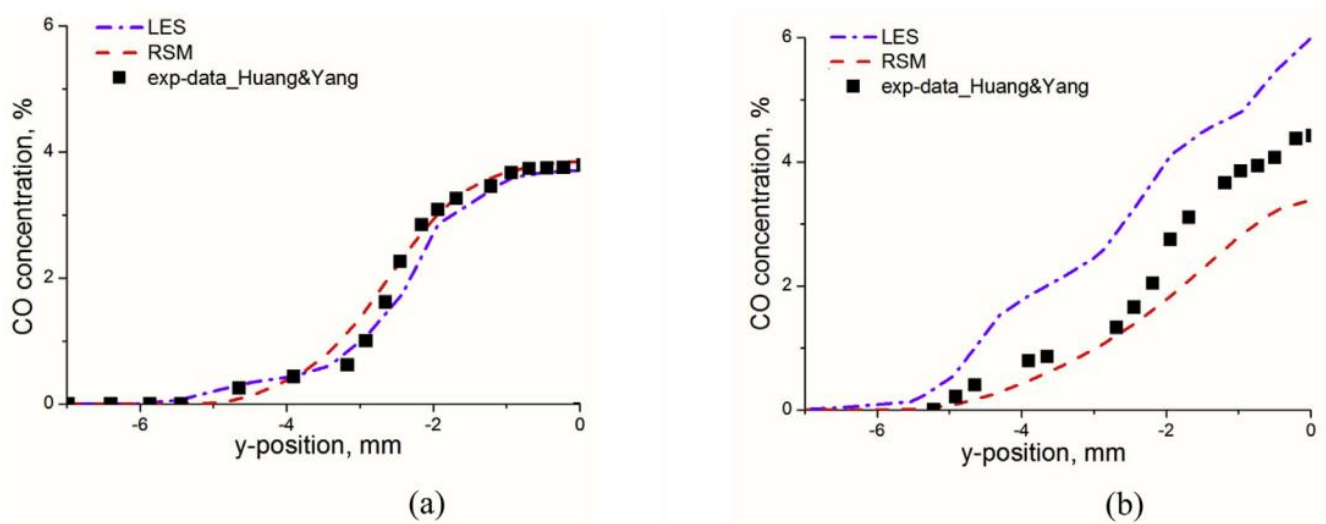 6
LES
RSM
exp-data_Huang&Yang
4
2
0
CO concentration, %
-6
-4
-2
0
y-position, mm
(a)
6
LES
RSM
exp-data_Huang&Yang
4
2
0
CO concentration, %
-6
-4
-2
0
y-position, mm
(b)